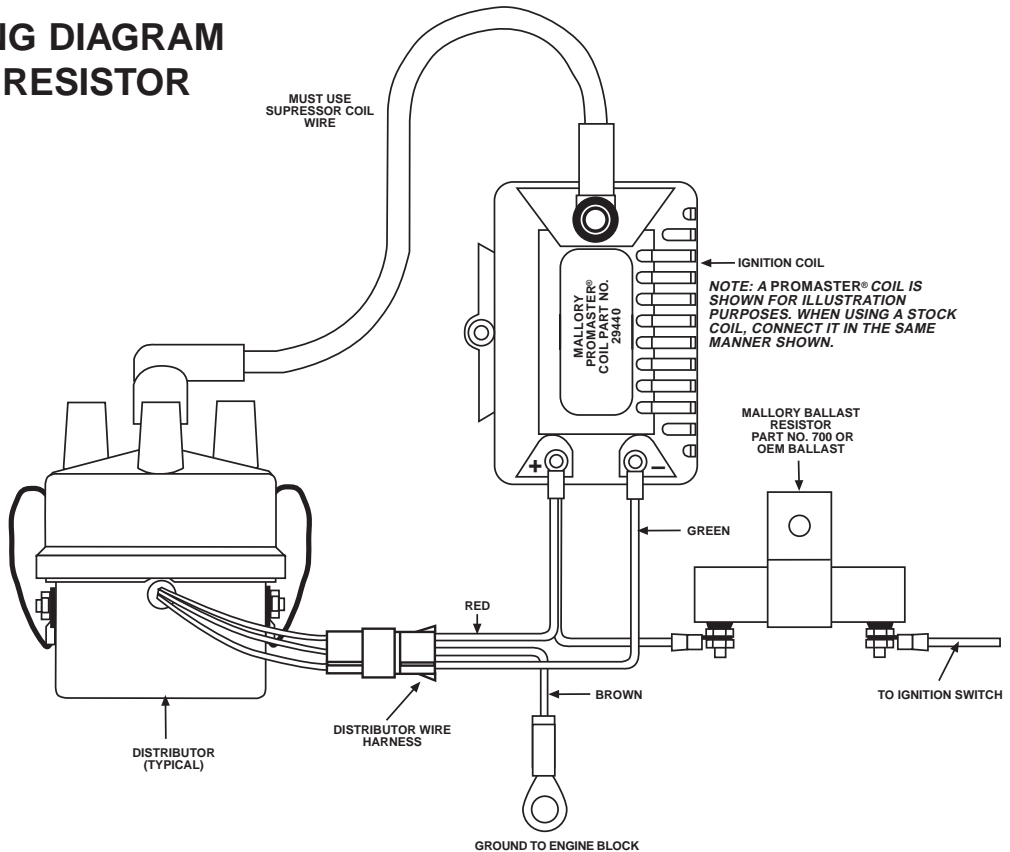 NG DIAGRAM
RESISTOR
MUST USE
SUPRESSOR COIL
WIRE
MALLORY
PROMASTER®
COIL PART NO.
29440
IGNITION COIL
NOTE: A PROMASTER® COIL IS
SHOWN FOR ILLUSTRATION
PURPOSES. WHEN USING A STOCK
COIL, CONNECT IT IN THE SAME
MANNER SHOWN.
MALLORY BALLAST
RESISTOR
PART NO. 700 OR
OEM BALLAST
+
–
GREEN
RED
BROWN
TO IGNITION SWITCH
DISTRIBUTOR WIRE
HARNESS
DISTRIBUTOR
(TYPICAL)
GROUND TO ENGINE BLOCK